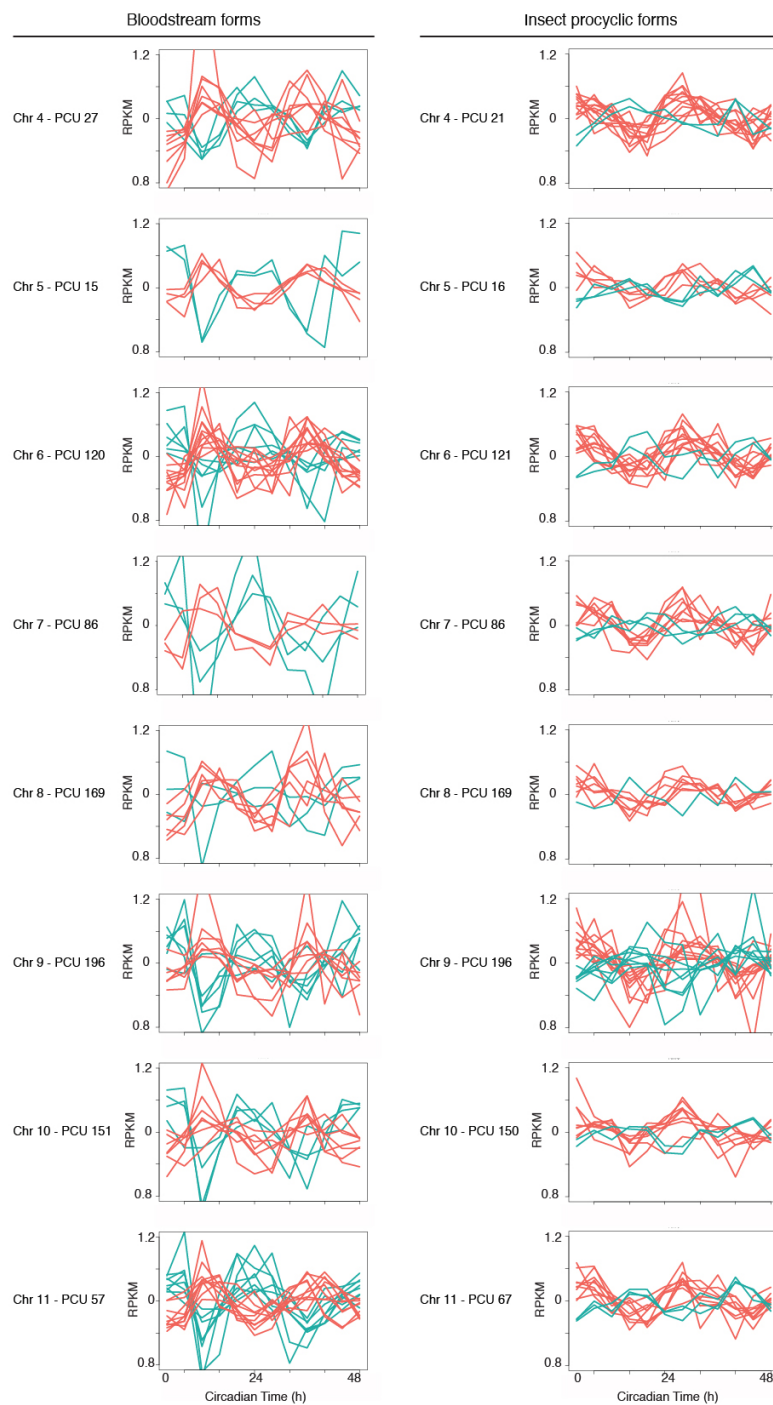 Bloodstream forms
Insect procyclic forms
Chr 4 - PCU 27
RPKM
1.2
0
0.8
Chr 4 - PCU 21
RPKM
1.2
0
0.8
Chr 5 - PCU 15
RPKM
1.2
0
0.8
Chr 5 - PCU 16
RPKM
1.2
0
0.8
Chr 6 - PCU 120
RPKM
1.2
0
0.8
Chr 6 - PCU 121
RPKM
1.2
0
0.8
Chr 7 - PCU 86
RPKM
1.2
0
0.8
Chr 7 - PCU 86
RPKM
1.2
0
0.8
Chr 8 - PCU 169
RPKM
1.2
0
0.8
Chr 8 - PCU 169
RPKM
1.2
0
0.8
Chr 9 - PCU 196
RPKM
1.2
0
0.8
Chr 9 - PCU 196
RPKM
1.2
0
0.8
Chr 10 - PCU 151
RPKM
1.2
0
0.8
Chr 10 - PCU 150
RPKM
1.2
0
0.8
Chr 11 - PCU 57
RPKM
1.2
0
0.8
Chr 11 - PCU 67
RPKM
1.2
0
0.8
0 24 48
Circadian Time (h)
0 24 48
Circadian Time (h)